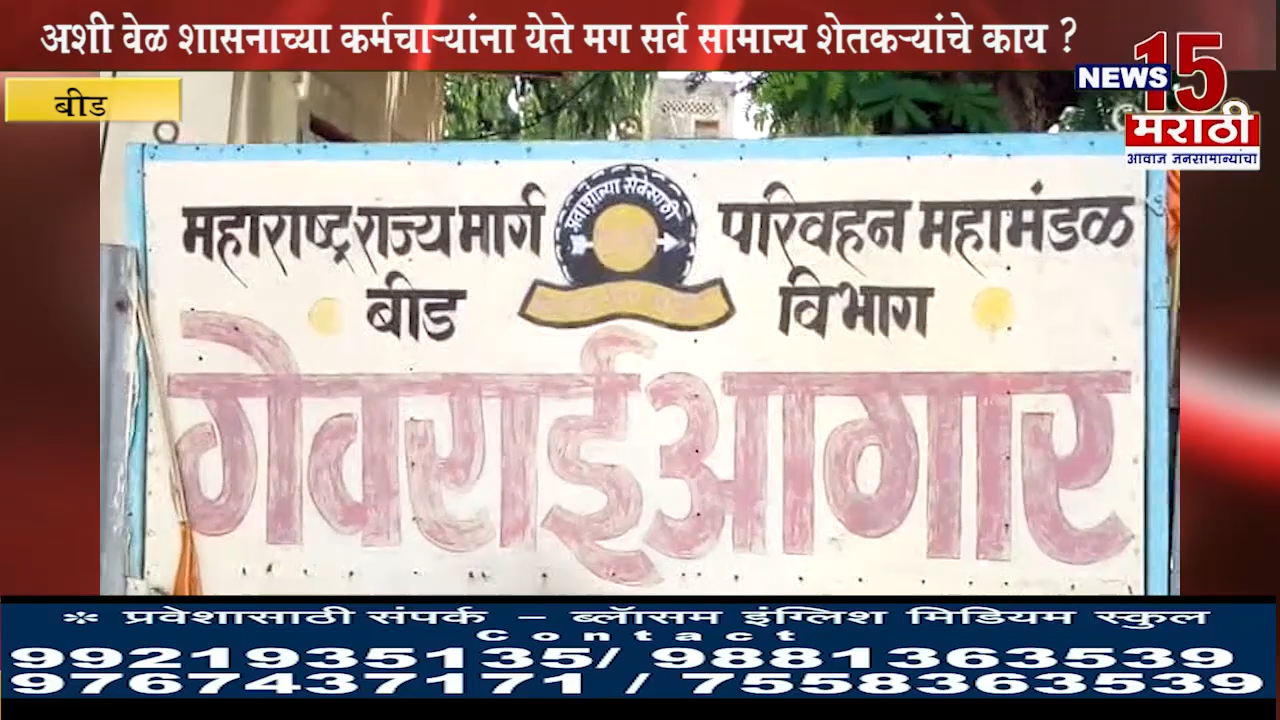 अशी वेळ शासनाच्या कर्मचाऱ्यांना येते मग सर्व सामान्य शेतकऱ्यांचे काय ?
बीड
NEWS 15
मराठी
आवाज जनसामान्यांचा
महाराष्ट्र राज्य मार्ग परिवहन महामंडळ
प्रवाशांच्या सेवेसाठी
बीड विभाग
गेवराई आगार
* प्रवेशासाठी संपर्क – ब्लॅासम इंग्लिश मिडियम स्कुल
Contact
9921935135/ 9881363539
9767437171 / 7558363539